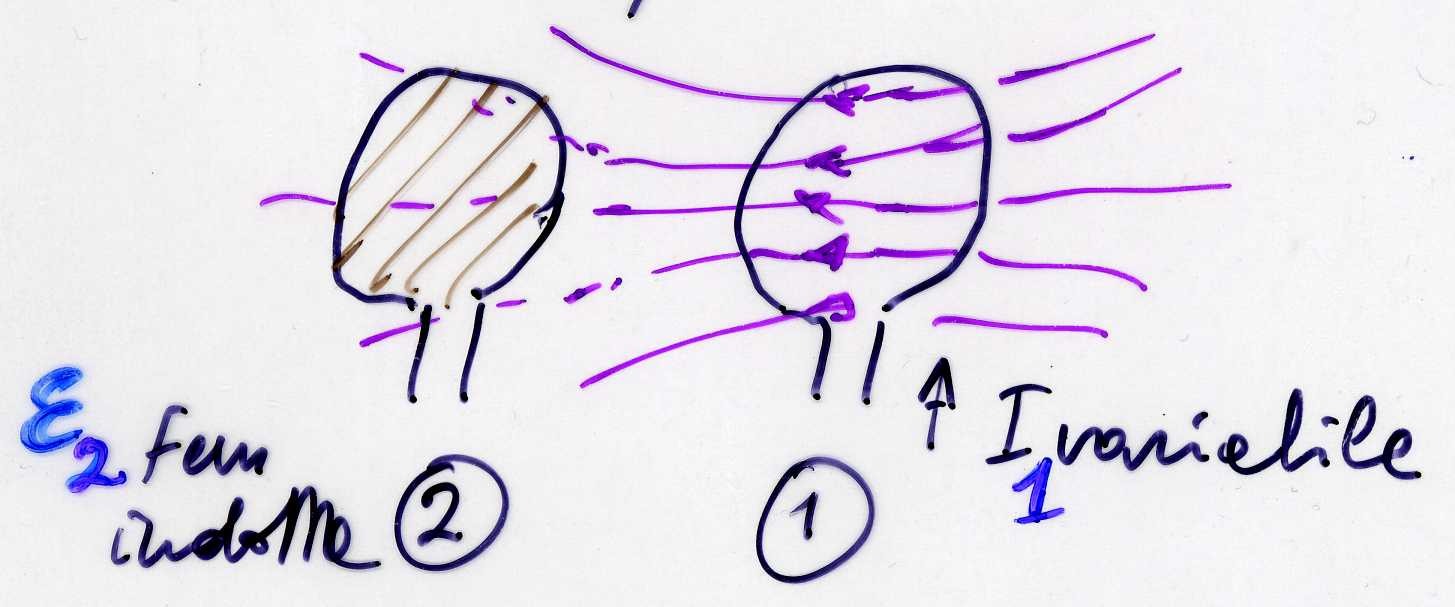 ℰ2 fem
indotta
2
1
↑ I1 variabile